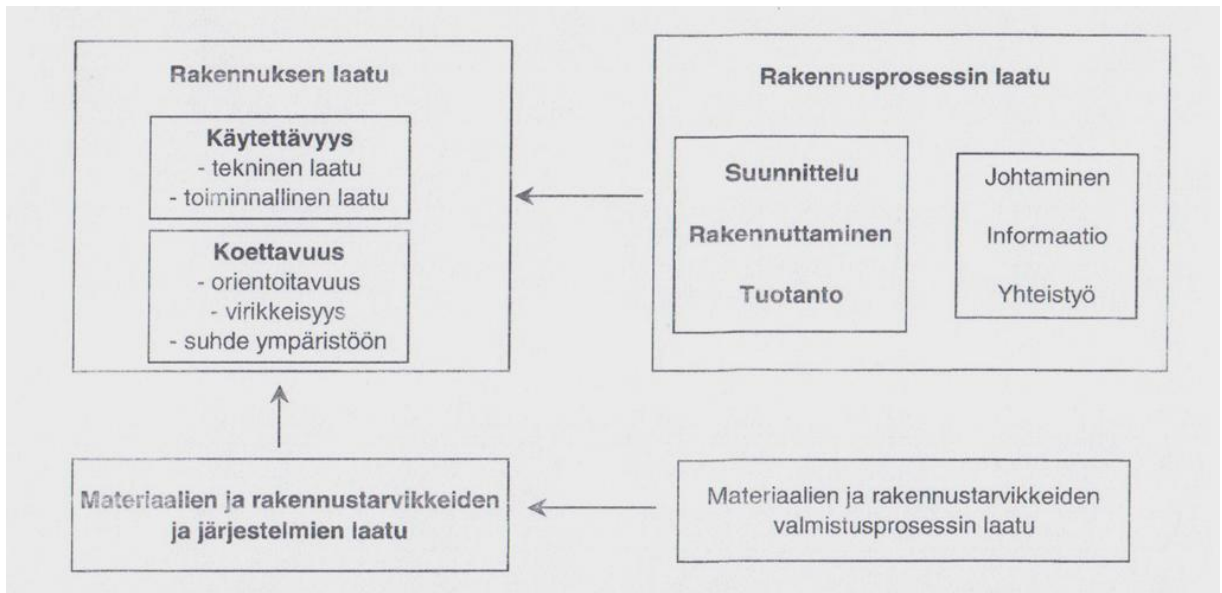 Rakennuksen laatu
Käytettävyys
- tekninen laatu
- toiminnallinen laatu
Koettavuus
- orientoitavuus
- virikkeisyys
- suhde ympäristöön
Rakennusprosessin laatu
Suunnittelu
Rakennuttaminen
Tuotanto
Johtaminen
Informaatio
Yhteistyö
Materiaalien ja rakennustarvikkeiden
ja järjestelmien laatu
Materiaalien ja rakennustarvikkeiden
valmistusprosessin laatu